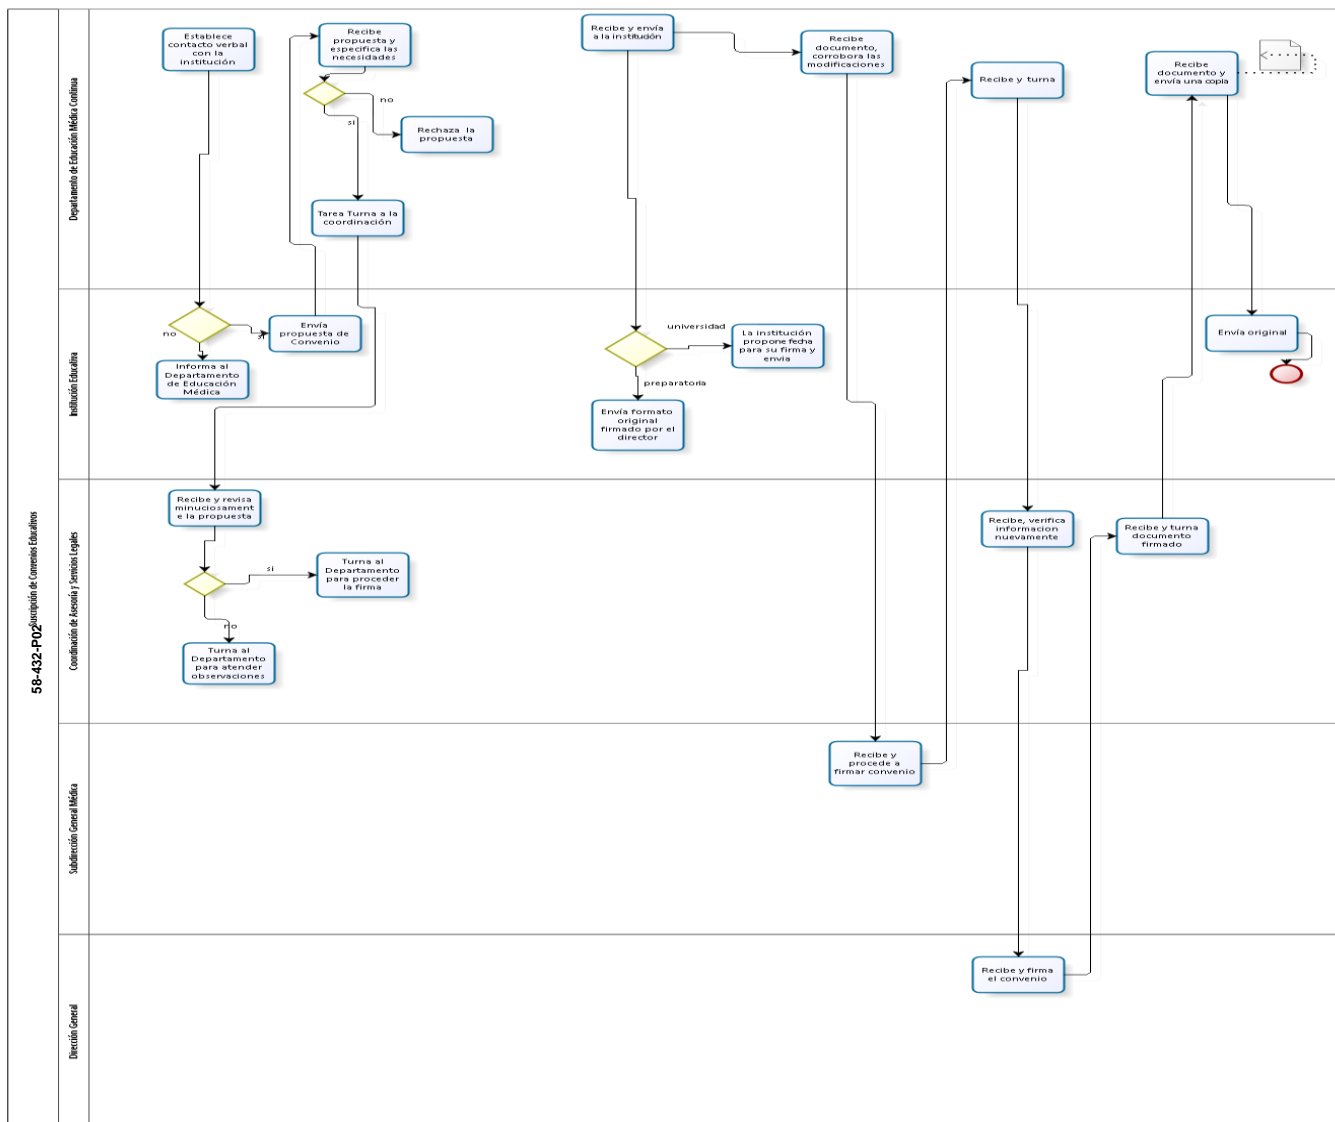 58-432-P02
Suscripción de Convenios Educativos
Departamento de Educación Médica Continua
Establece
contacto verbal
con la
institución
Recibe
propuesta y
especifica las
necesidades
no
si
Rechaza la
propuesta
Tarea Turna a la
coordinación
Recibe y envía
a la institución
Recibe
documento,
corrobora las
modificaciones
Recibe y turna
Recibe
documento y
envía una copia
Institución Educativa
no
si
Envía
propuesta de
Convenio
Informa al
Departamento
de Educación
Médica
universidad
La institución
propone fecha
para su firma y
envia
preparatoria
Envía formato
original
firmado por el
director
Envía original
Coordinación de Asesoría y Servicios Legales
Recibe y revisa
minuciosament
e la propuesta
si
Turna al
Departamento
para proceder
la firma
no
Turna al
Departamento
para atender
observaciones
Recibe, verifica
informacion
nuevamente
Recibe y turna
documento
firmado
Subdirección General Médica
Recibe y
procede a
firmar convenio
Dirección General
Recibe y firma
el convenio